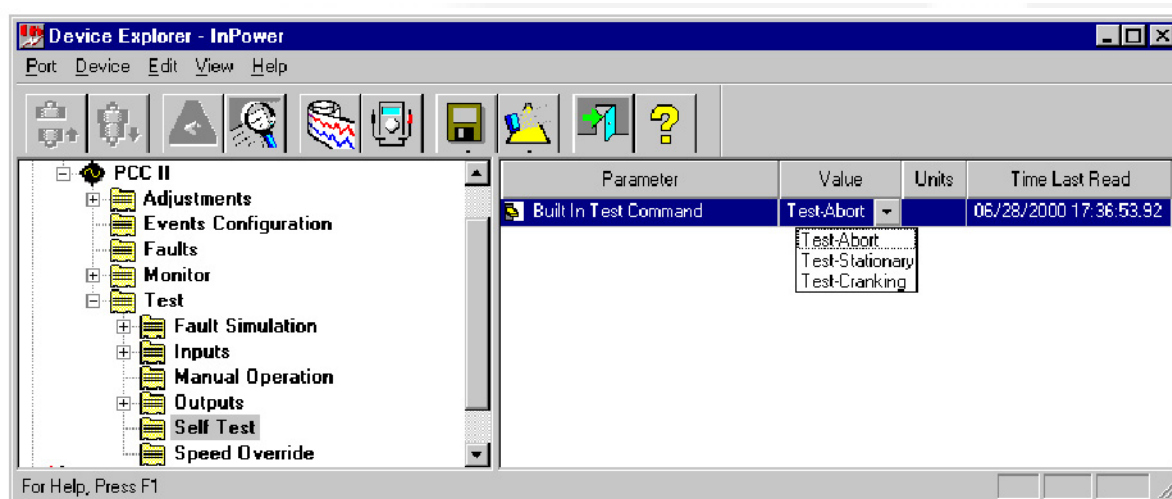 Device Explorer - InPower
Port Device Edit View Help
PCC II
Adjustments
Events Configuration
Faults
Monitor
Test
Fault Simulation
Inputs
Manual Operation
Outputs
Self Test
Speed Override
Parameter Value Units Time Last Read
Built In Test Command Test-Abort 06/28/2000 17:36:53.92
Test-Abort
Test-Stationary
Test-Cranking
For Help, Press F1